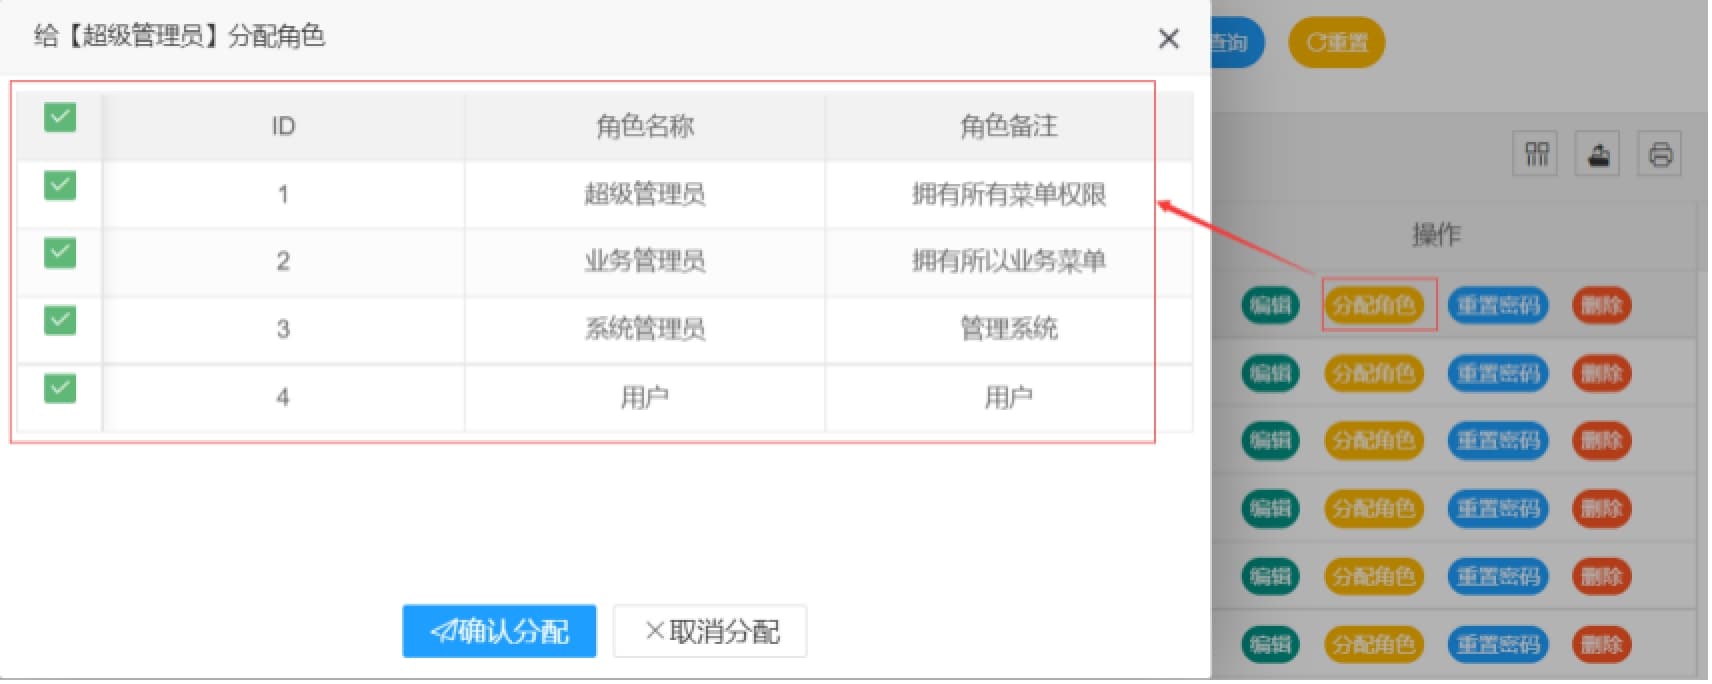 给【超级管理员】分配角色
查询 重置
ID 角色名称 角色备注
1 超级管理员 拥有所有菜单权限
2 业务管理员 拥有所以业务菜单
3 系统管理员 管理系统
4 用户 用户
确认分配 取消分配
操作
编辑 分配角色 重置密码 删除
编辑 分配角色 重置密码 删除
编辑 分配角色 重置密码 删除
编辑 分配角色 重置密码 删除
编辑 分配角色 重置密码 删除
编辑 分配角色 重置密码 删除